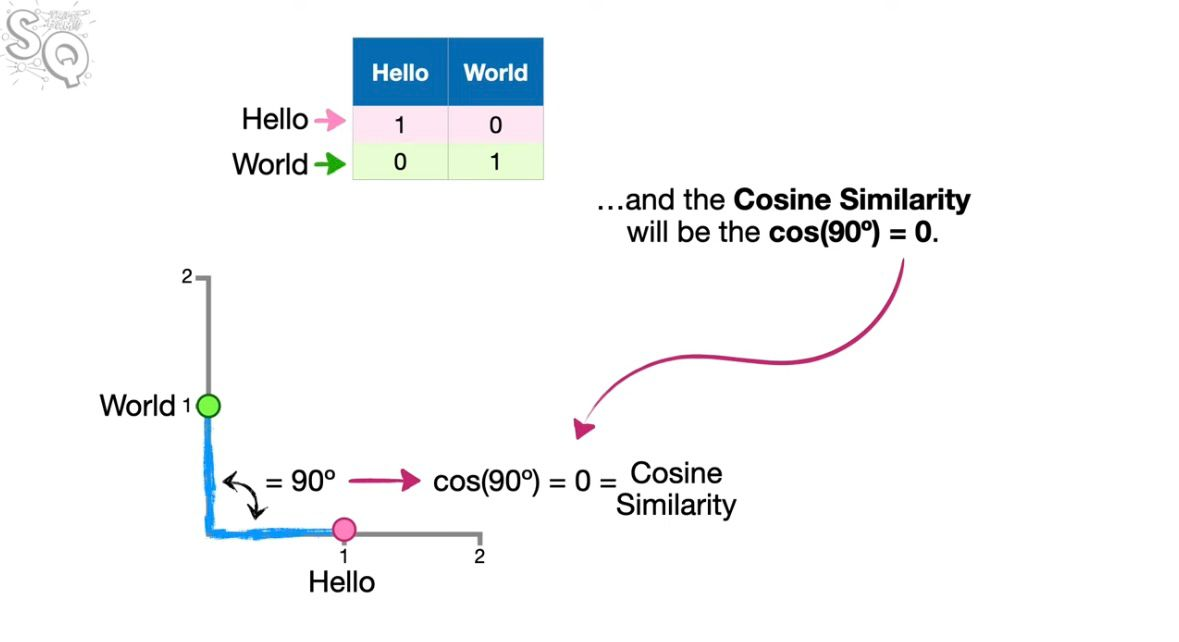 SQ
Hello World
Hello 1 0
World 0 1
…and the Cosine Similarity
will be the cos(90º) = 0.
2
World 1
= 90º cos(90º) = 0 = Cosine
Similarity
1 2
Hello